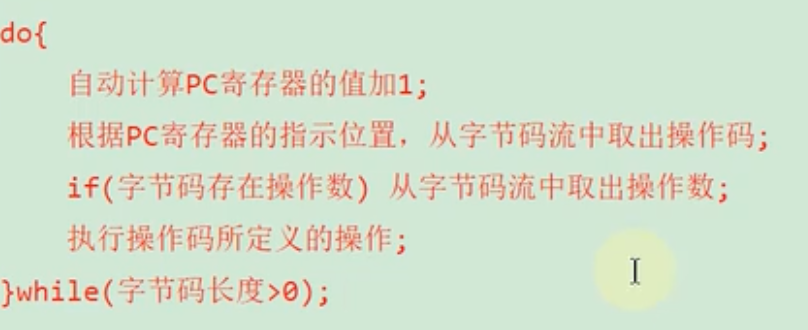 do{
自动计算PC寄存器的值加1;
根据PC寄存器的指示位置，从字节码流中取出操作码;
if(字节码存在操作数) 从字节码流中取出操作数;
执行操作码所定义的操作;
}while(字节码长度>0);